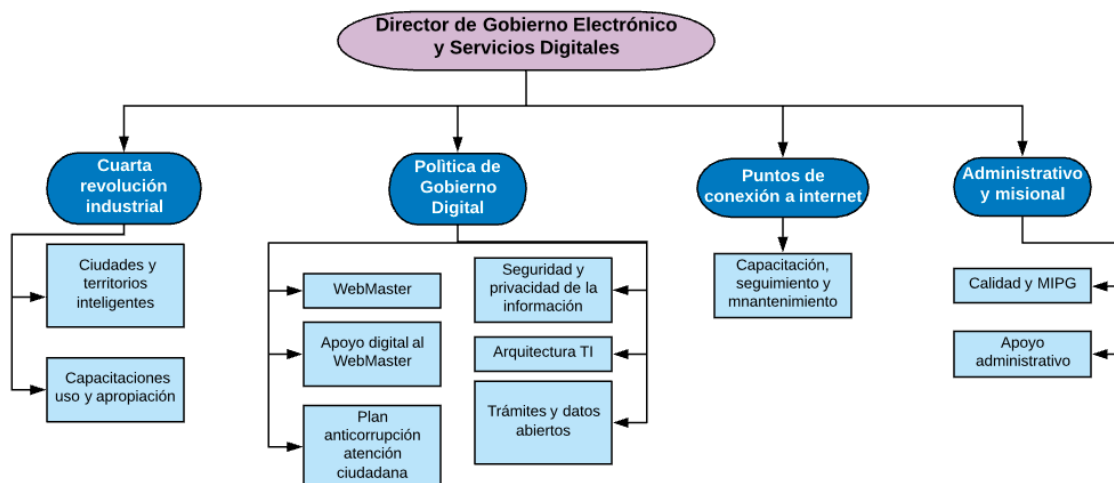 Director de Gobierno Electrónico
y Servicios Digitales
Cuarta
revolución
industrial
Polìtica de
Gobierno
Digital
Puntos de
conexión a internet
Administrativo
y misional
Ciudades y
territorios
inteligentes
Capacitaciones
uso y apropiación
WebMaster
Apoyo digital al
WebMaster
Plan
anticorrupción
atención
ciudadana
Seguridad y
privacidad de la
información
Arquitectura TI
Trámites y datos
abiertos
Capacitación,
seguimiento y
mnantenimiento
Calidad y MIPG
Apoyo
administrativo